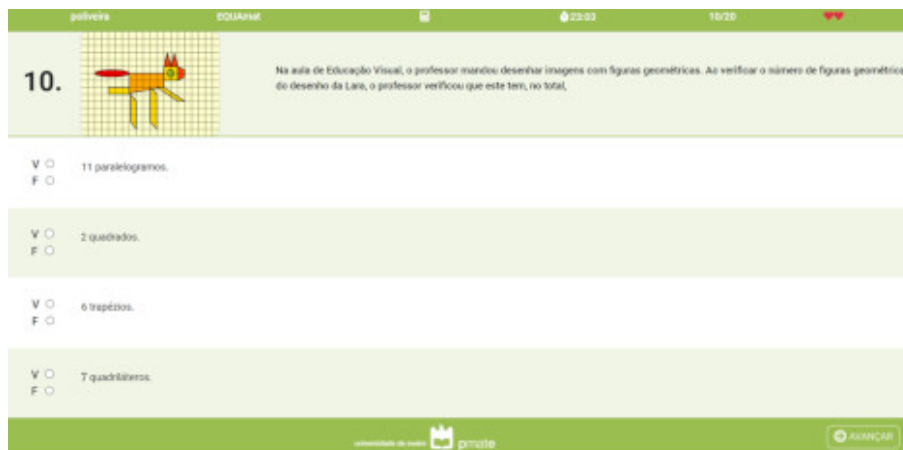 poliveira EQUAmat 23:03 10/20
10.
Na aula de Educação Visual, o professor mandou desenhar imagens com figuras geométricas. Ao verificar o número de figuras geométrica
do desenho da Lara, o professor verificou que este tem, no total,
V
F
11 paralelogramos.
V
F
2 quadrados.
V
F
6 trapézios.
V
F
7 quadriláteros.
pmate
AVANÇAR